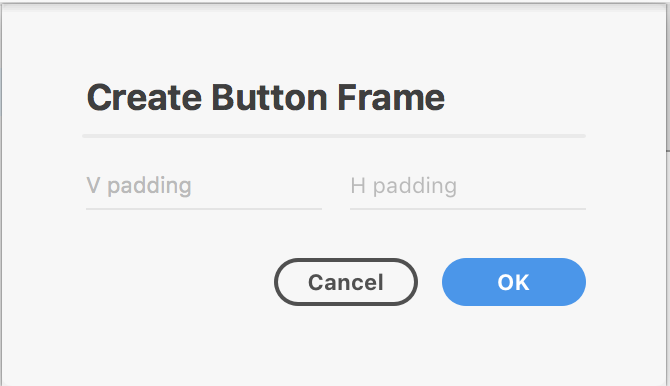 Create Button Frame
V padding
H padding
Cancel
OK